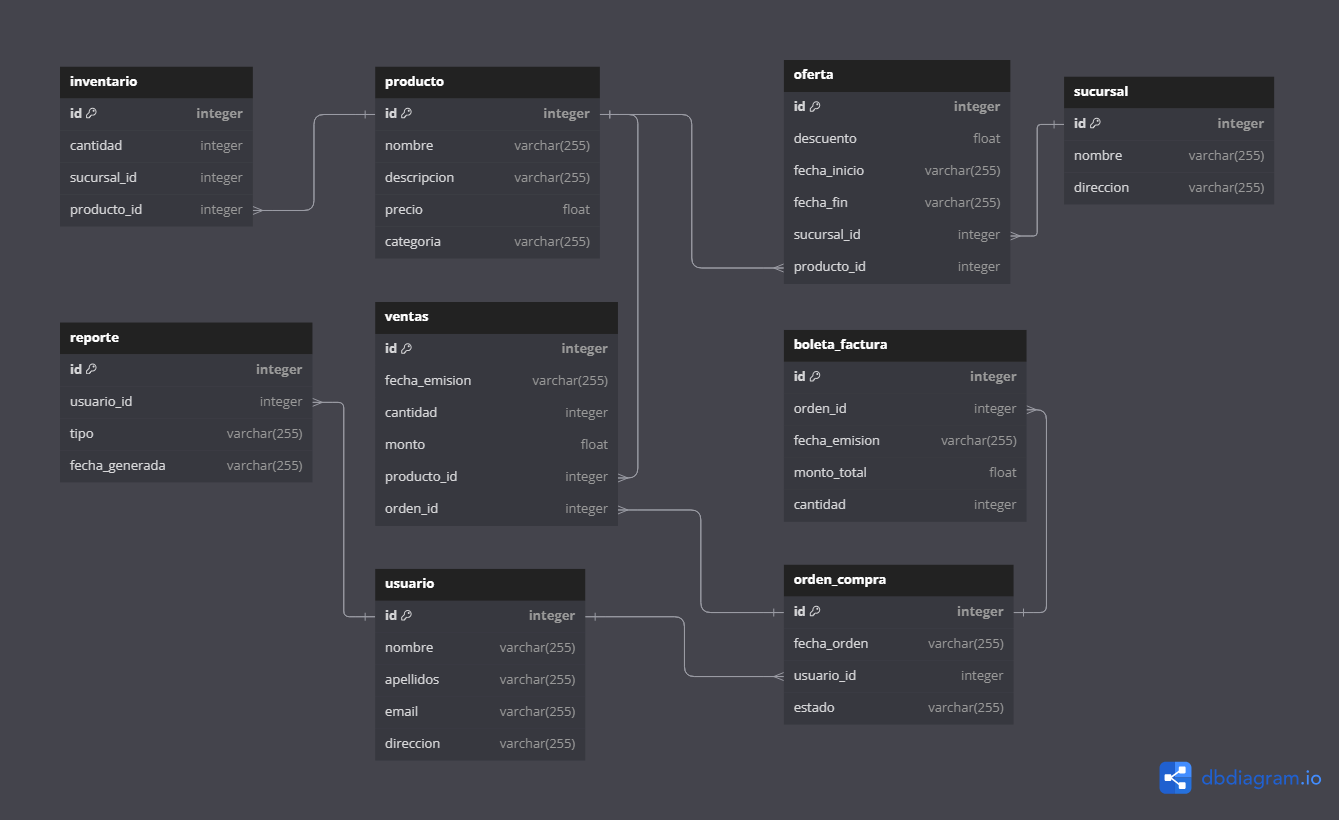 inventario
id integer
cantidad integer
sucursal_id integer
producto_id integer
producto
id integer
nombre varchar(255)
descripcion varchar(255)
precio float
categoria varchar(255)
oferta
id integer
descuento float
fecha_inicio varchar(255)
fecha_fin varchar(255)
sucursal_id integer
producto_id integer
sucursal
id integer
nombre varchar(255)
direccion varchar(255)
reporte
id integer
usuario_id integer
tipo varchar(255)
fecha_generada varchar(255)
ventas
id integer
fecha_emision varchar(255)
cantidad integer
monto float
producto_id integer
orden_id integer
boleta_factura
id integer
orden_id integer
fecha_emision varchar(255)
monto_total float
cantidad integer
usuario
id integer
nombre varchar(255)
apellidos varchar(255)
email varchar(255)
direccion varchar(255)
orden_compra
id integer
fecha_orden varchar(255)
usuario_id integer
estado varchar(255)
dbdiagram.io